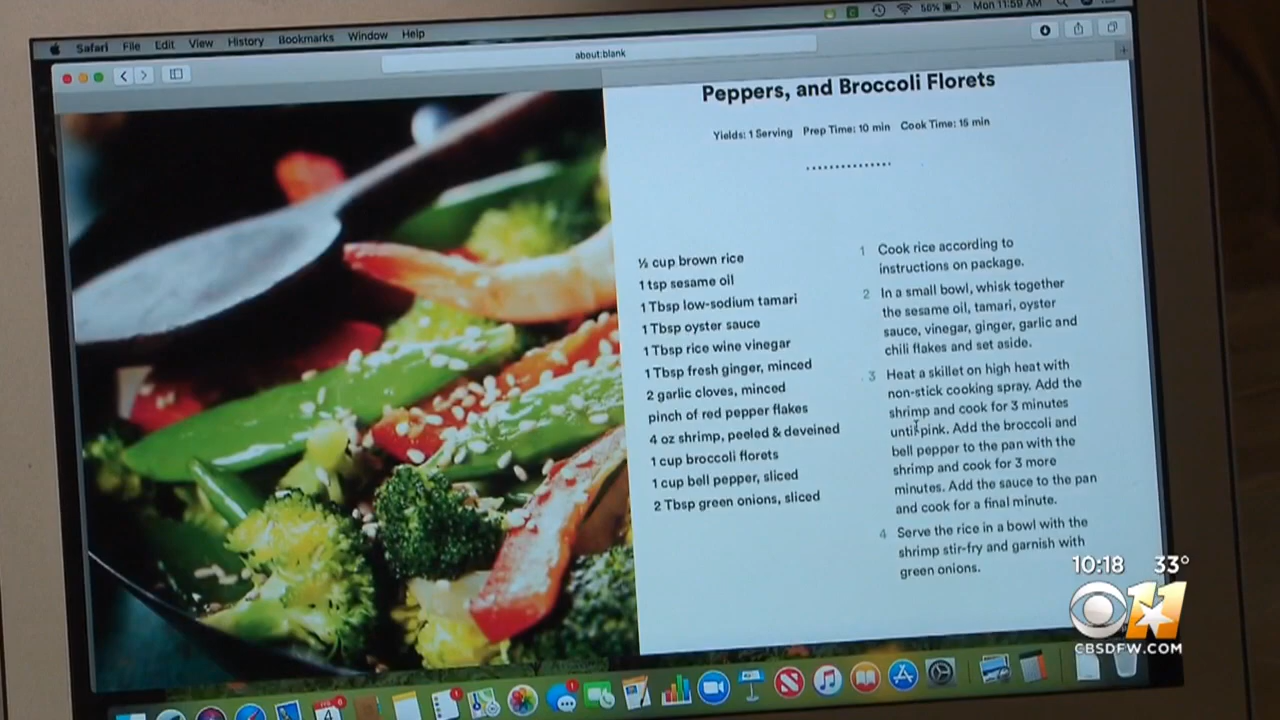 Safari File Edit View History Bookmarks Window Help
56% Mon 11:59 AM
about:blank
Peppers, and Broccoli Florets
Yields: 1 Serving Prep Time: 10 min Cook Time: 15 min
½ cup brown rice
1 tsp sesame oil
1 Tbsp low-sodium tamari
1 Tbsp oyster sauce
1 Tbsp rice wine vinegar
1 Tbsp fresh ginger, minced
2 garlic cloves, minced
pinch of red pepper flakes
4 oz shrimp, peeled & deveined
1 cup broccoli florets
1 cup bell pepper, sliced
2 Tbsp green onions, sliced
1 Cook rice according to
instructions on package.
2 In a small bowl, whisk together
the sesame oil, tamari, oyster
sauce, vinegar, ginger, garlic and
chili flakes and set aside.
3 Heat a skillet on high heat with
non-stick cooking spray. Add the
shrimp and cook for 3 minutes
until pink. Add the broccoli and
bell pepper to the pan with the
shrimp and cook for 3 more
minutes. Add the sauce to the pan
and cook for a final minute.
4 Serve the rice in a bowl with the
shrimp stir-fry and garnish with
green onions.
10:18 33°
11
CBSDFW.COM
4